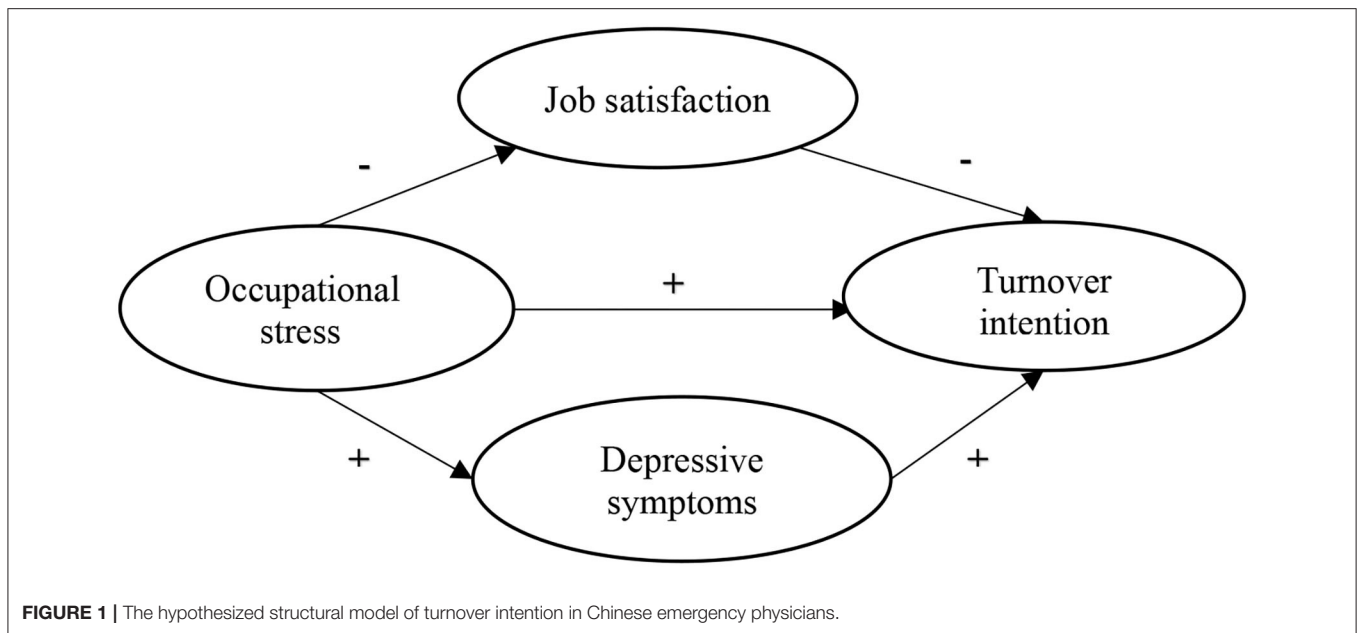 Job satisfaction
-
-
Occupational
stress
+
Turnover
intention
+
Depressive
symptoms
+
FIGURE 1 | The hypothesized structural model of turnover intention in Chinese emergency physicians.